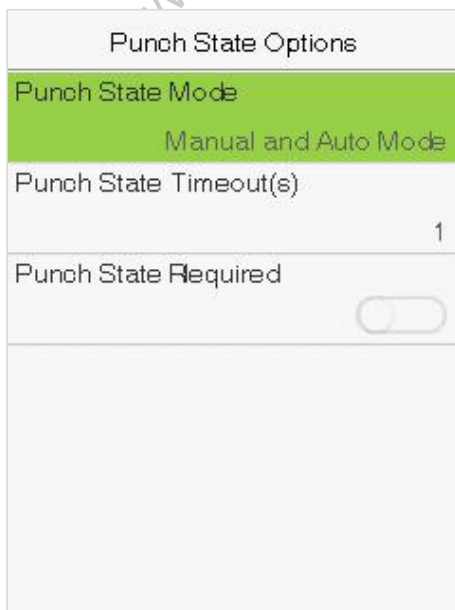 Punch State Options
Punch State Mode
Manual and Auto Mode
Punch State Timeout(s)
1
Punch State Required